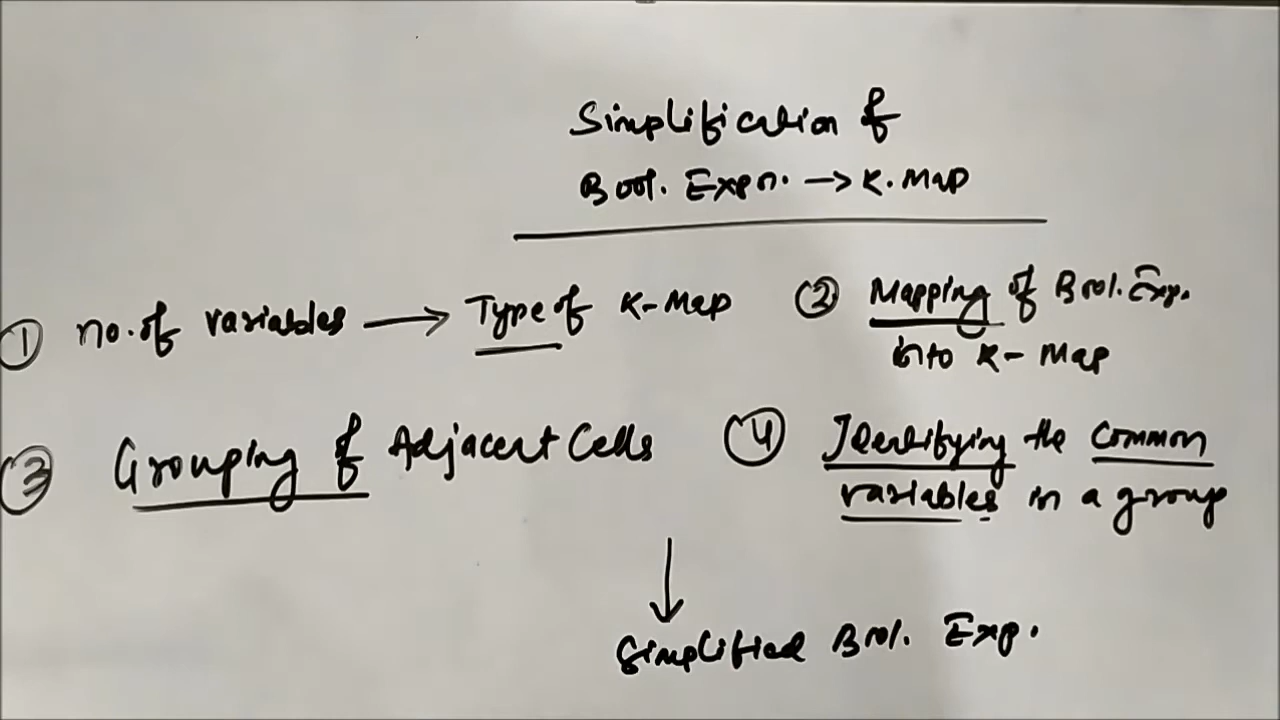 Simplification of
Bool. Expn. → K. Map
① no. of variables → Type of K-Map
② Mapping of Bool. Exp.
into K-Map
③ Grouping of Adjacent Cells
④ Identifying the common
variables in a group
↓
Simplified Bool. Exp.